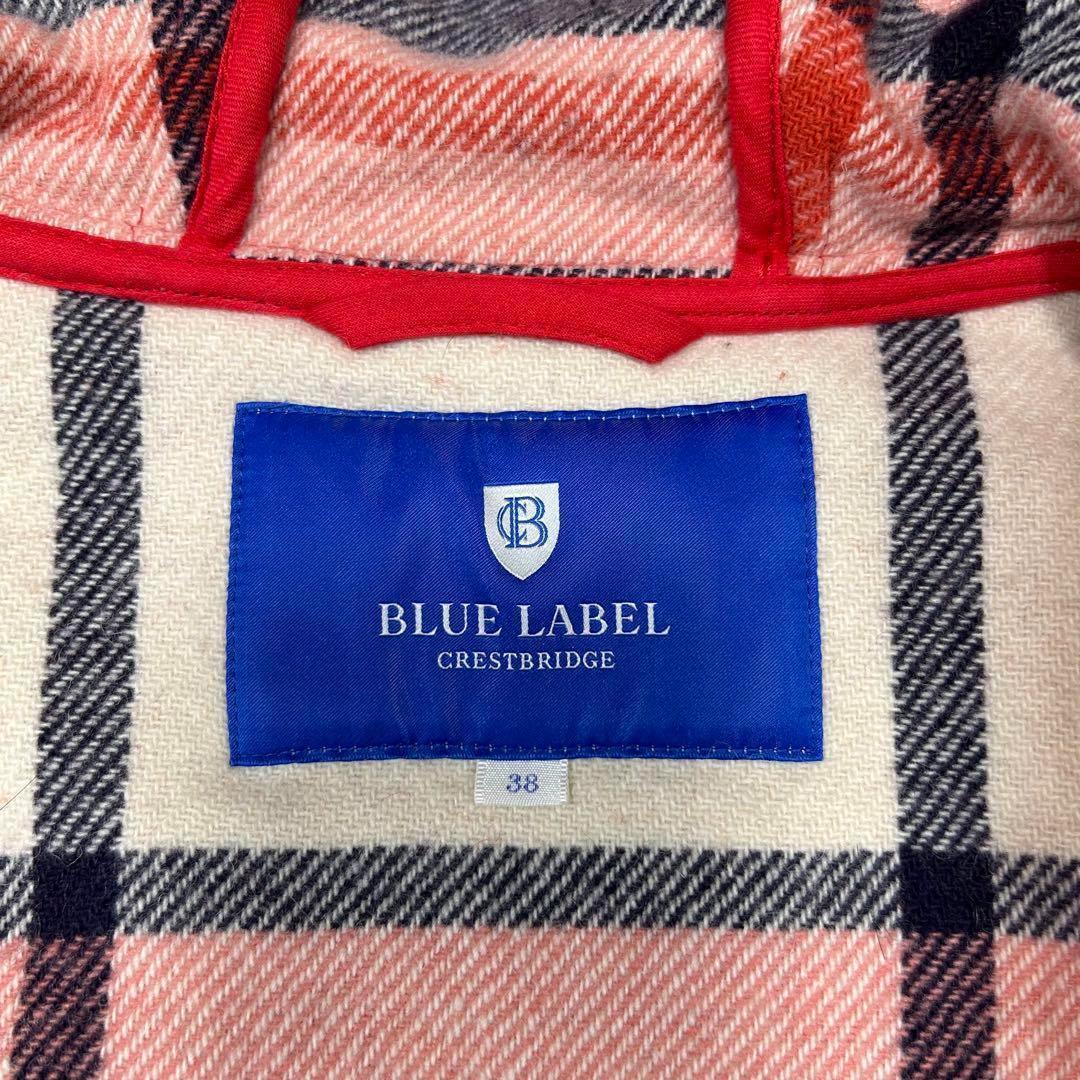 CB
BLUE LABEL
CRESTBRIDGE
38